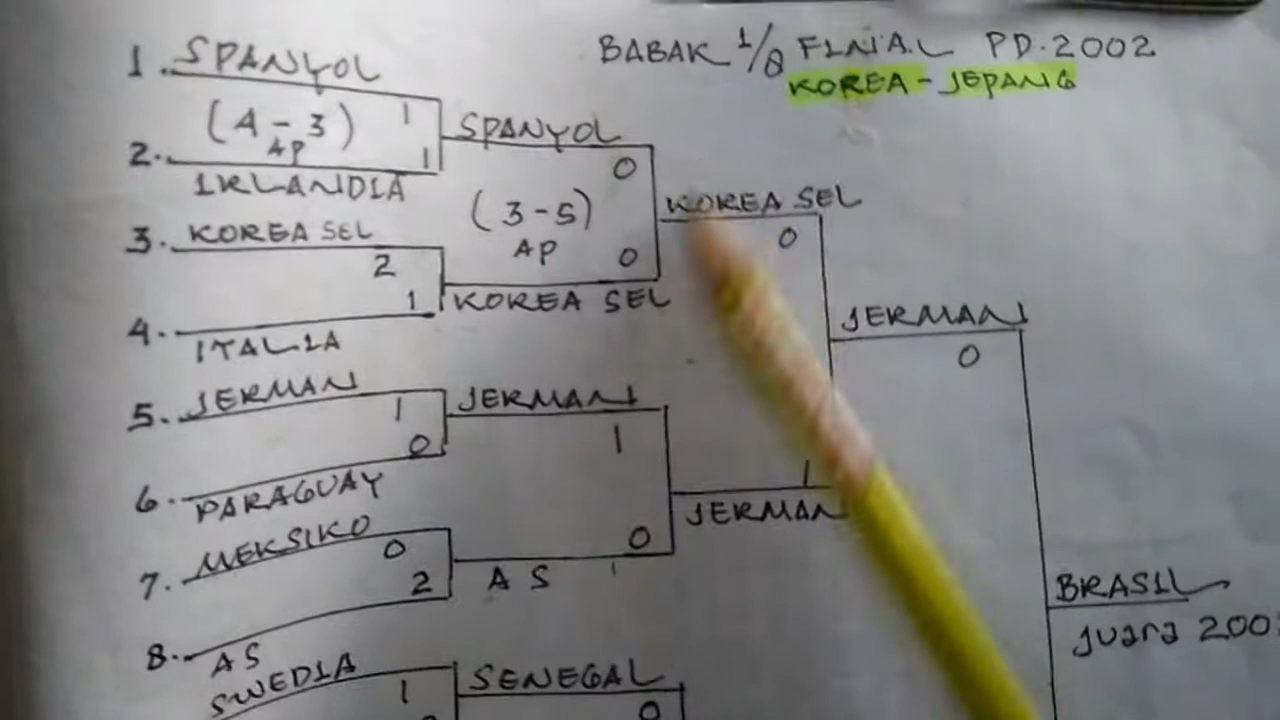 BABAK 1/8 FINAL PD.2002
KOREA - JEPANG
1. SPANYOL
1
(4 - 3)
AP
2.
1
IRLANDIA
SPANYOL
0
3. KOREA SEL
2
(3 - 5)
AP
0
1
KOREA SEL
4.
ITALIA
KOREA SEL
0
5. JERMAN
1
0
6.
PARAGUAY
JERMAN
1
7. MEKSIKO
0
2
0
A S
8.
AS
1
JERMAN
JERMAN
0
BRASIL
Juara 200
SWEDIA
1
SENEGAL
0